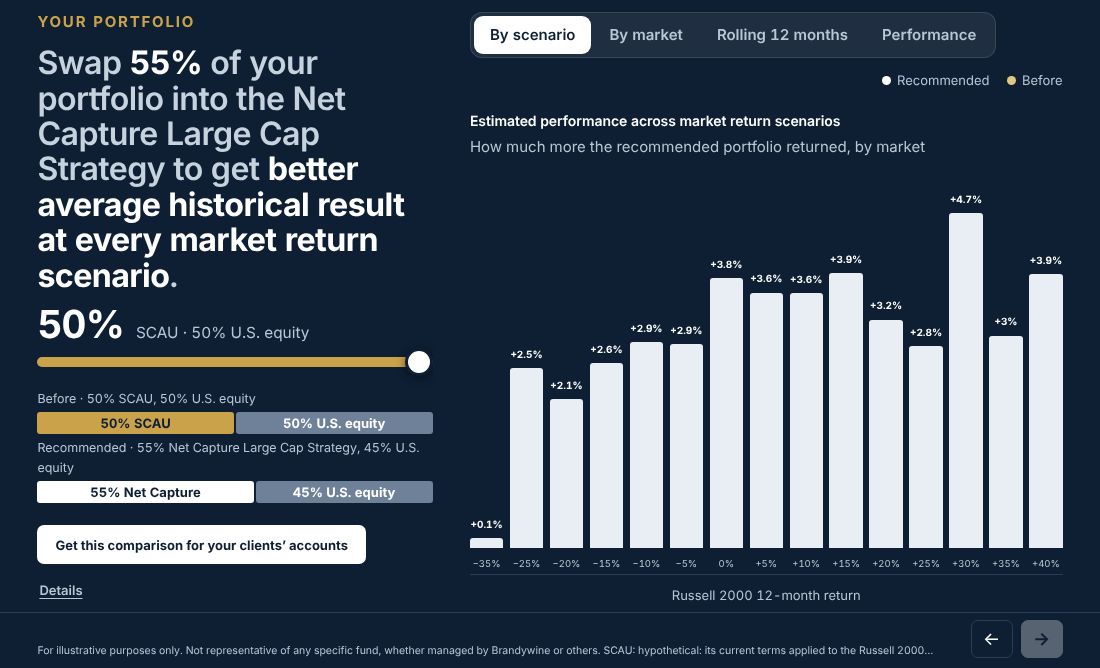 YOUR PORTFOLIO
Swap 55% of your
portfolio into the Net
Capture Large Cap
Strategy to get better
average historical result
at every market return
scenario.
50% SCAU · 50% U.S. equity
Before · 50% SCAU, 50% U.S. equity
50% SCAU 50% U.S. equity
Recommended · 55% Net Capture Large Cap Strategy, 45% U.S.
equity
55% Net Capture 45% U.S. equity
Get this comparison for your clients’ accounts
Details
By scenario By market Rolling 12 months Performance
Recommended Before
Estimated performance across market return scenarios
How much more the recommended portfolio returned, by market
+0.1% +2.5% +2.1% +2.6% +2.9% +2.9% +3.8% +3.6% +3.6% +3.9% +3.2% +2.8% +4.7% +3% +3.9%
−35% −25% −20% −15% −10% −5% 0% +5% +10% +15% +20% +25% +30% +35% +40%
Russell 2000 12-month return
For illustrative purposes only. Not representative of any specific fund, whether managed by Brandywine or others. SCAU: hypothetical: its current terms applied to the Russell 2000…